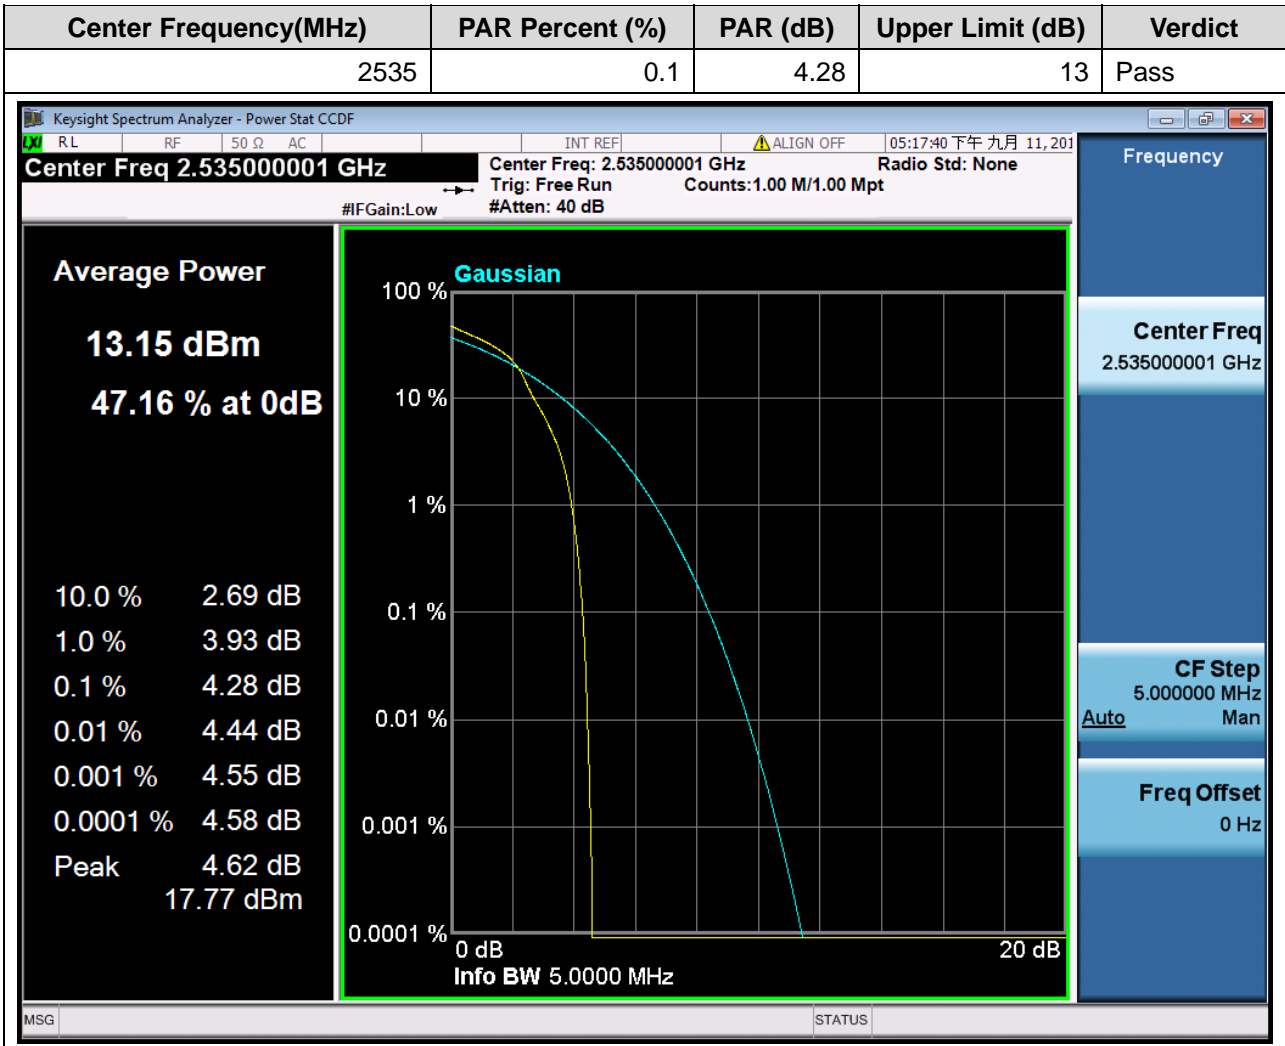 Center Frequency(MHz) PAR Percent (%) PAR (dB) Upper Limit (dB) Verdict
2535 0.1 4.28 13 Pass
Keysight Spectrum Analyzer - Power Stat CCDF
LXI RL RF 50 Ω AC INT REF ALIGN OFF 05:17:40 下午 九月 11, 201
Center Freq 2.535000001 GHz
Center Freq: 2.535000001 GHz Radio Std: None
Trig: Free Run Counts:1.00 M/1.00 Mpt
#IFGain:Low #Atten: 40 dB
Frequency
Average Power
13.15 dBm
47.16 % at 0dB
10.0 % 2.69 dB
1.0 % 3.93 dB
0.1 % 4.28 dB
0.01 % 4.44 dB
0.001 % 4.55 dB
0.0001 % 4.58 dB
Peak 4.62 dB
17.77 dBm
Gaussian
100 %
10 %
1 %
0.1 %
0.01 %
0.001 %
0.0001 %
0 dB 20 dB
Info BW 5.0000 MHz
Center Freq
2.535000001 GHz
CF Step
5.000000 MHz
Auto Man
Freq Offset
0 Hz
MSG STATUS